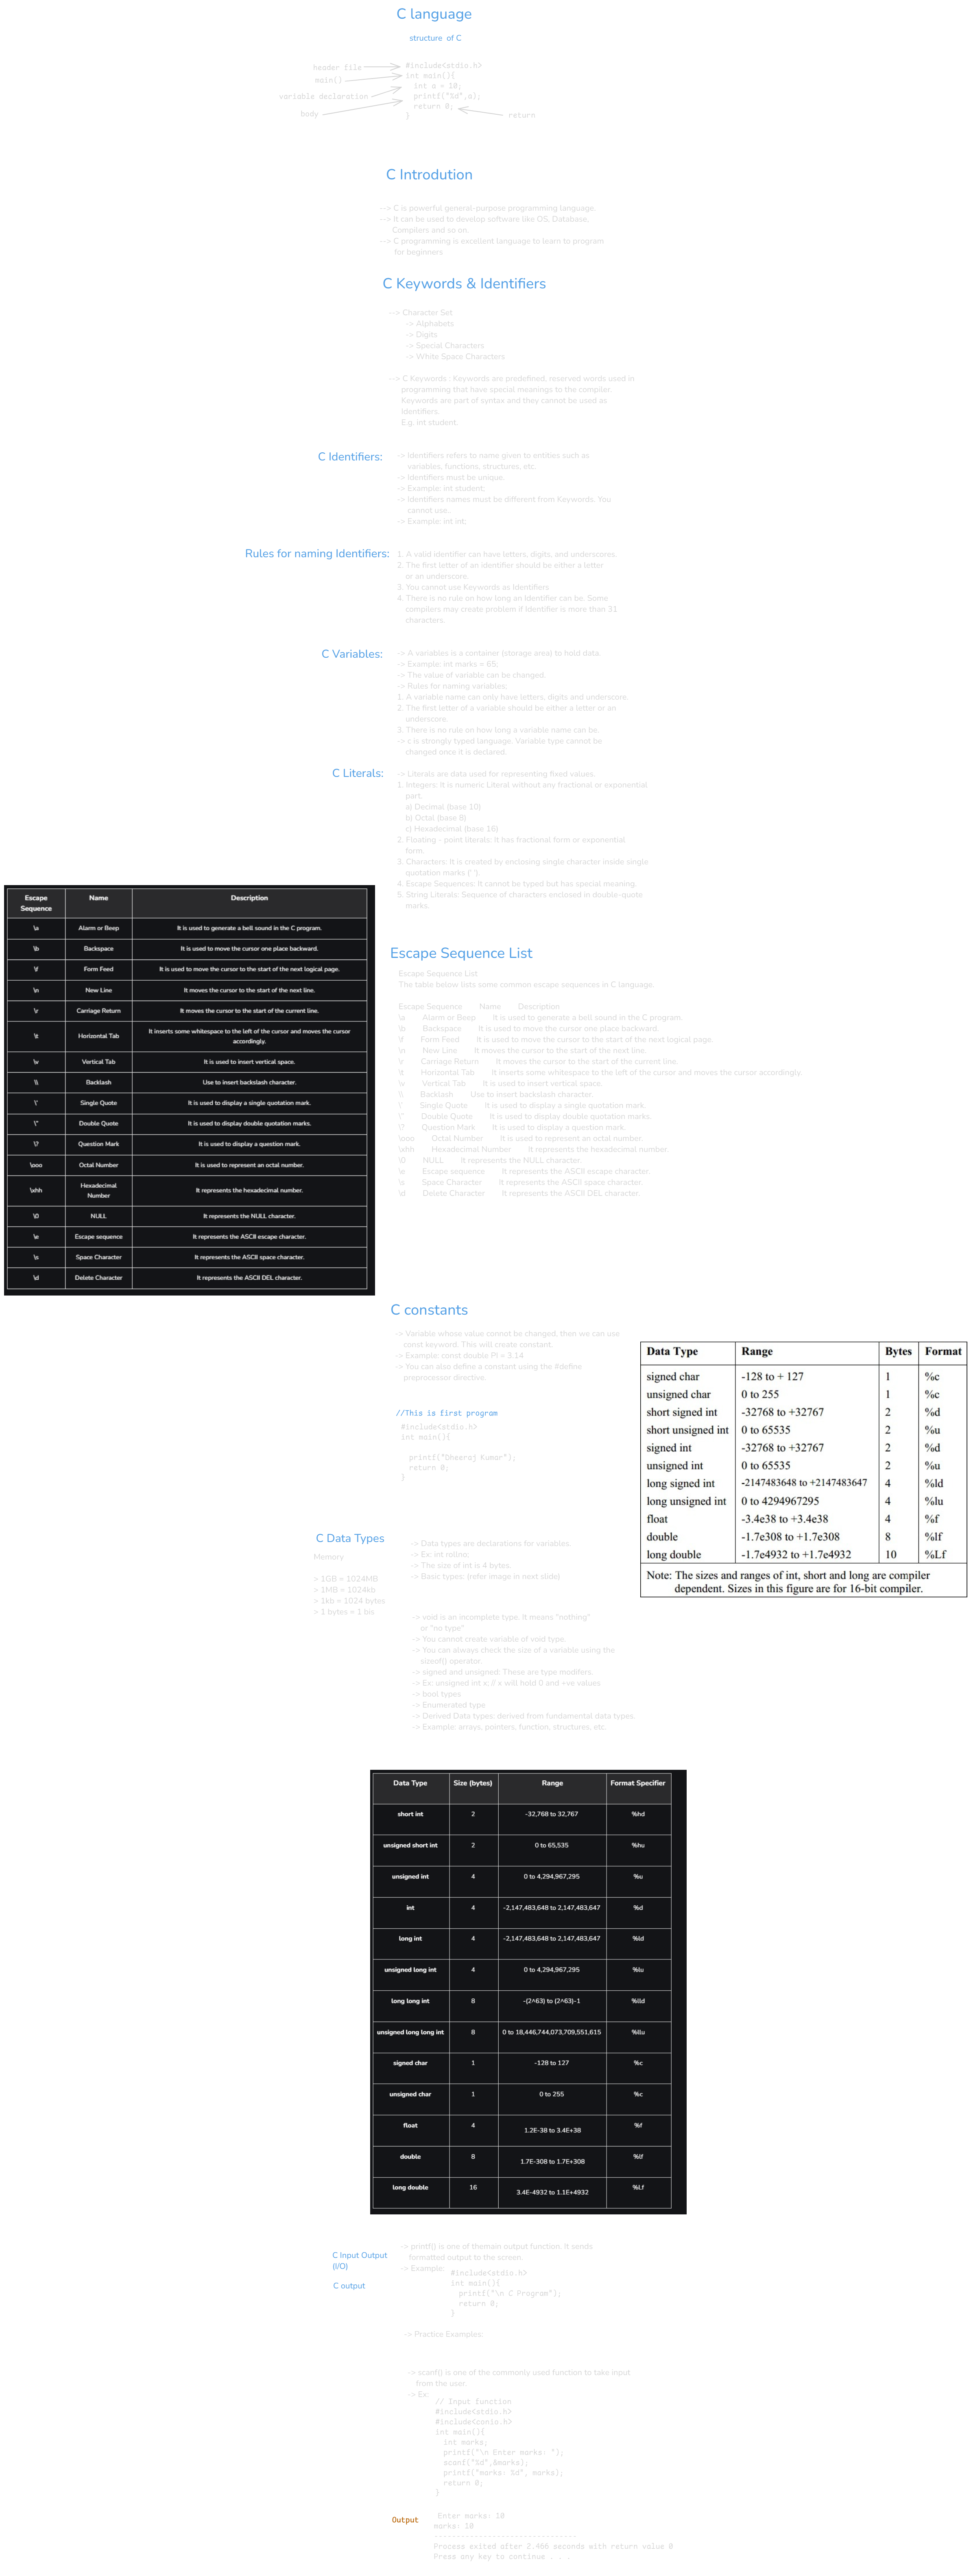 C language
structure of C
header file
main()
variable declaration
body
#include<stdio.h>
int main(){
int a = 10;
printf("%d",a);
return 0;
}
return
C Introdution
--> C is powerful general-purpose programming language.
--> It can be used to develop software like OS, Database,
Compilers and so on.
--> C programming is excellent language to learn to program
for beginners
C Keywords & Identifiers
--> Character Set
-> Alphabets
-> Digits
-> Special Characters
-> White Space Characters
--> C Keywords : Keywords are predefined, reserved words used in
programming that have special meanings to the compiler.
Keywords are part of syntax and they cannot be used as
identifiers.
E.g. int student.
C Identifiers:
-> Identifiers refers to name given to entities such as
variables, functions, structures, etc.
-> Identifiers must be unique.
-> Example: int student;
-> Identifiers names must be different from Keywords. You
cannot use.
-> Example: int int.
Rules for naming Identifiers:
1. A valid identifier can have letters, digits, and underscores.
2. The first letter of an identifier should be either a letter
or an underscore.
3. You cannot use Keywords as Identifiers
4. There is no rule on how long an Identifier can be. Some
compilers may create problem if Identifier is more than 31
characters.
C Variables:
-> A variables is a container (storage area) to hold data.
-> Example: int marks = 65;
-> The value of variable can be changed.
-> Rules for naming variables;
1. A variable name can only have letters, digits and underscore.
2. The first letter of a variable should be either a letter or an
underscore.
3. There is no rule on how long a variable name can be.
-> c is strongly typed language. Variable type cannot be
changed once it is declared.
C Literals:
-> Literals are data used for representing fixed values.
1. Integers: It is numeric Literal without any fractional or exponential
part.
a) Decimal (base 10)
b) Octal (base 8)
c) Hexadecimal (base 16)
2. Floating - point literals: It has fractional form or exponential
form.
3. Characters: It is created by enclosing single character inside single
quotation marks (' ').
4. Escape Sequences: It cannot be typed but has special meaning.
5. String Literals: Sequence of characters enclosed in double-quote
marks.
Escape Sequence Name Description
\a Alarm or Beep It is used to generate a bell sound in the C program.
\b Backspace It is used to move the cursor one place backward.
\f Form Feed It is used to move the cursor to the start of the next logical page.
\n New Line It moves the cursor to the start of the next line.
\r Carriage Return It moves the cursor to the start of the current line.
\t Horizontal Tab It inserts some whitespace to the left of the cursor and moves the cursor
accordingly.
\v Vertical Tab It is used to insert vertical space.
\\ Backlash Use to insert backslash character.
\' Single Quote It is used to display a single quotation mark.
\" Double Quote It is used to display double quotation marks.
\? Question Mark It is used to display a question mark.
\ooo Octal Number It is used to represent an octal number.
\xhh Hexadecimal Number It represents the hexadecimal number.
\0 NULL It represents the NULL character.
\e Escape sequence It represents the ASCII escape character.
\s Space Character It represents the ASCII space character.
\d Delete Character It represents the ASCII DEL character.
Escape Sequence List
Escape Sequence List
The table below lists some common escape sequences in C language.
Escape Sequence Name Description
\a Alarm or Beep It is used to generate a bell sound in the C program.
\b Backspace It is used to move the cursor one place backward.
\f Form Feed It is used to move the cursor to the start of the next logical page.
\n New Line It moves the cursor to the start of the next line.
\r Carriage Return It moves the cursor to the start of the current line.
\t Horizontal Tab It inserts some whitespace to the left of the cursor and moves the cursor accordingly.
\v Vertical Tab It is used to insert vertical space.
\\ Backlash Use to insert backslash character.
\' Single Quote It is used to display a single quotation mark.
\" Double Quote It is used to display double quotation marks.
\? Question Mark It is used to display a question mark.
\ooo Octal Number It is used to represent an octal number.
\xhh Hexadecimal Number It represents the hexadecimal number.
\0 NULL It represents the NULL character.
\e Escape sequence It represents the ASCII escape character.
\s Space Character It represents the ASCII space character.
\d Delete Character It represents the ASCII DEL character.
C constants
-> Variable whose value cannot be changed, then we can use
const keyword. This will create constant.
-> Example: const double PI = 3.14
-> You can also define a constant using the #define
preprocessor directive
//This is first program
#include<stdio.h>
int main(){
printf("Dheeraj Kumar");
return 0;
}
Data Type Range Bytes Format
signed char -128 to + 127 1 %c
unsigned char 0 to 255 1 %c
short signed int -32768 to +32767 2 %d
short unsigned int 0 to 65535 2 %u
signed int -32768 to +32767 2 %d
unsigned int 0 to 65535 2 %u
long signed int -2147483648 to +2147483647 4 %ld
long unsigned int 0 to 4294967295 4 %lu
float -3.4e38 to +3.4e38 4 %f
double -1.7e308 to +1.7e308 8 %lf
long double -1.7e4932 to +1.7e4932 10 %Lf
Note: The sizes and ranges of int, short and long are compiler
dependent. Sizes in this figure are for 16-bit compiler.
C Data Types
Memory
> 1GB = 1024MB
> 1MB = 1024kb
> 1kb = 1024 bytes
> 1 bytes = 1 bis
-> Data types are declarations for variables.
-> Ex: int rollno;
-> The size of int is 4 bytes.
-> Basic types: (refer image in next slide)
-> void is an incomplete type. It means "nothing"
or "no type"
-> You cannot create variable of void type.
-> You can always check the size of a variable using the
sizeof() operator.
-> signed and unsigned: These are type modifers.
-> Ex: unsigned int x; // x will hold 0 and +ve values
-> bool types
-> Enumerated type
-> Derived Data types: derived from fundamental data types.
-> Example: arrays, pointers, function, structures, etc.
Data Type Size (bytes) Range Format Specifier
short int 2 -32,768 to 32,767 %hd
unsigned short int 2 0 to 65,535 %hu
unsigned int 4 0 to 4,294,967,295 %u
int 4 -2,147,483,648 to 2,147,483,647 %d
long int 4 -2,147,483,648 to 2,147,483,647 %ld
unsigned long int 4 0 to 4,294,967,295 %lu
long long int 8 -(2^63) to (2^63)-1 %lld
unsigned long long int 8 0 to 18,446,744,073,709,551,615 %llu
signed char 1 -128 to 127 %c
unsigned char 1 0 to 255 %c
float 4 1.2E-38 to 3.4E+38 %f
double 8 1.7E-308 to 1.7E+308 %lf
long double 16 3.4E-4932 to 1.1E+4932 %Lf
C Input Output
(I/O)
C output
-> printf() is one of themain output function. It sends
formatted output to the screen.
-> Example:
#include<stdio.h>
int main(){
printf("\n C Program");
return 0;
}
-> Practice Examples:
-> scanf() is one of the commonly used function to take input
from the user.
-> Ex:
// Input function
#include<stdio.h>
#include<conio.h>
int main(){
int marks;
printf("\n Enter marks: ");
scanf("%d",&marks);
printf("marks: %d", marks);
return 0;
}
Output
Enter marks: 10
marks: 10
--------------------------------
Process exited after 2.466 seconds with return value 0
Press any key to continue . . .